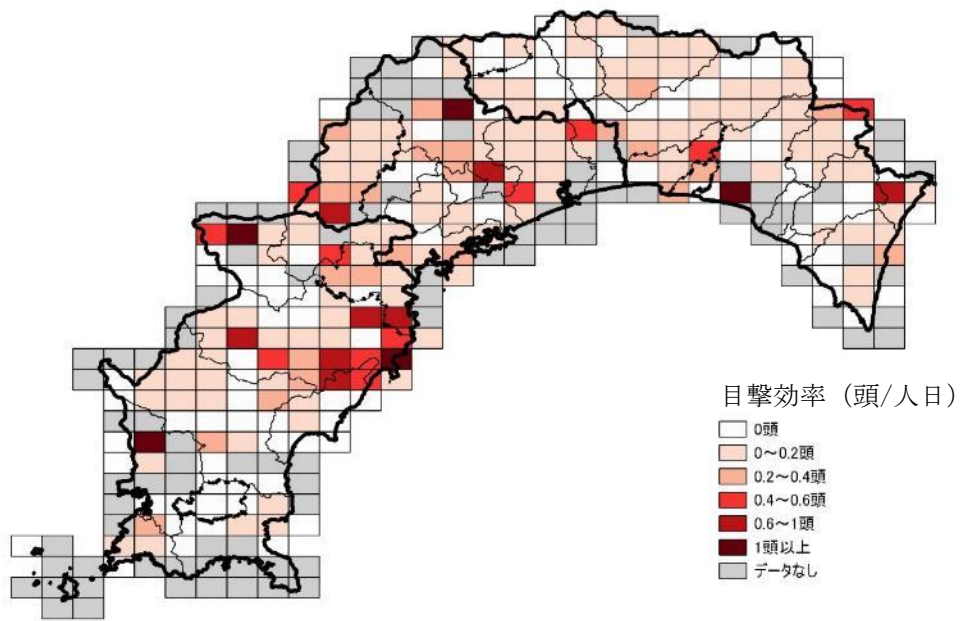 目撃効率（頭/人日）
0頭
0～0.2頭
0.2～0.4頭
0.4～0.6頭
0.6～1頭
1頭以上
データなし